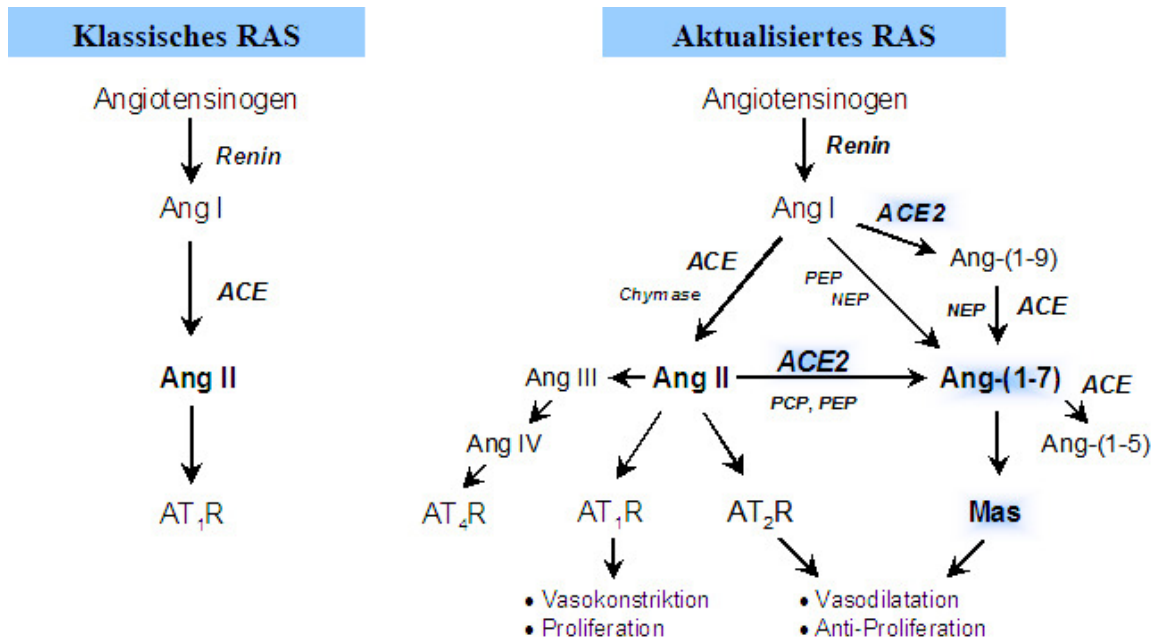 Klassisches RAS
Angiotensinogen
Renin
Ang I
ACE
Ang II
AT1R
Aktualisiertes RAS
Angiotensinogen
Renin
Ang I
ACE2
Ang-(1-9)
ACE
Chymase
PEP
NEP
NEP
ACE
Ang III
Ang II
ACE2
PCP, PEP
Ang-(1-7)
ACE
Ang IV
Ang-(1-5)
AT4R
AT1R
AT2R
Mas
• Vasokonstriktion
• Proliferation
• Vasodilatation
• Anti-Proliferation